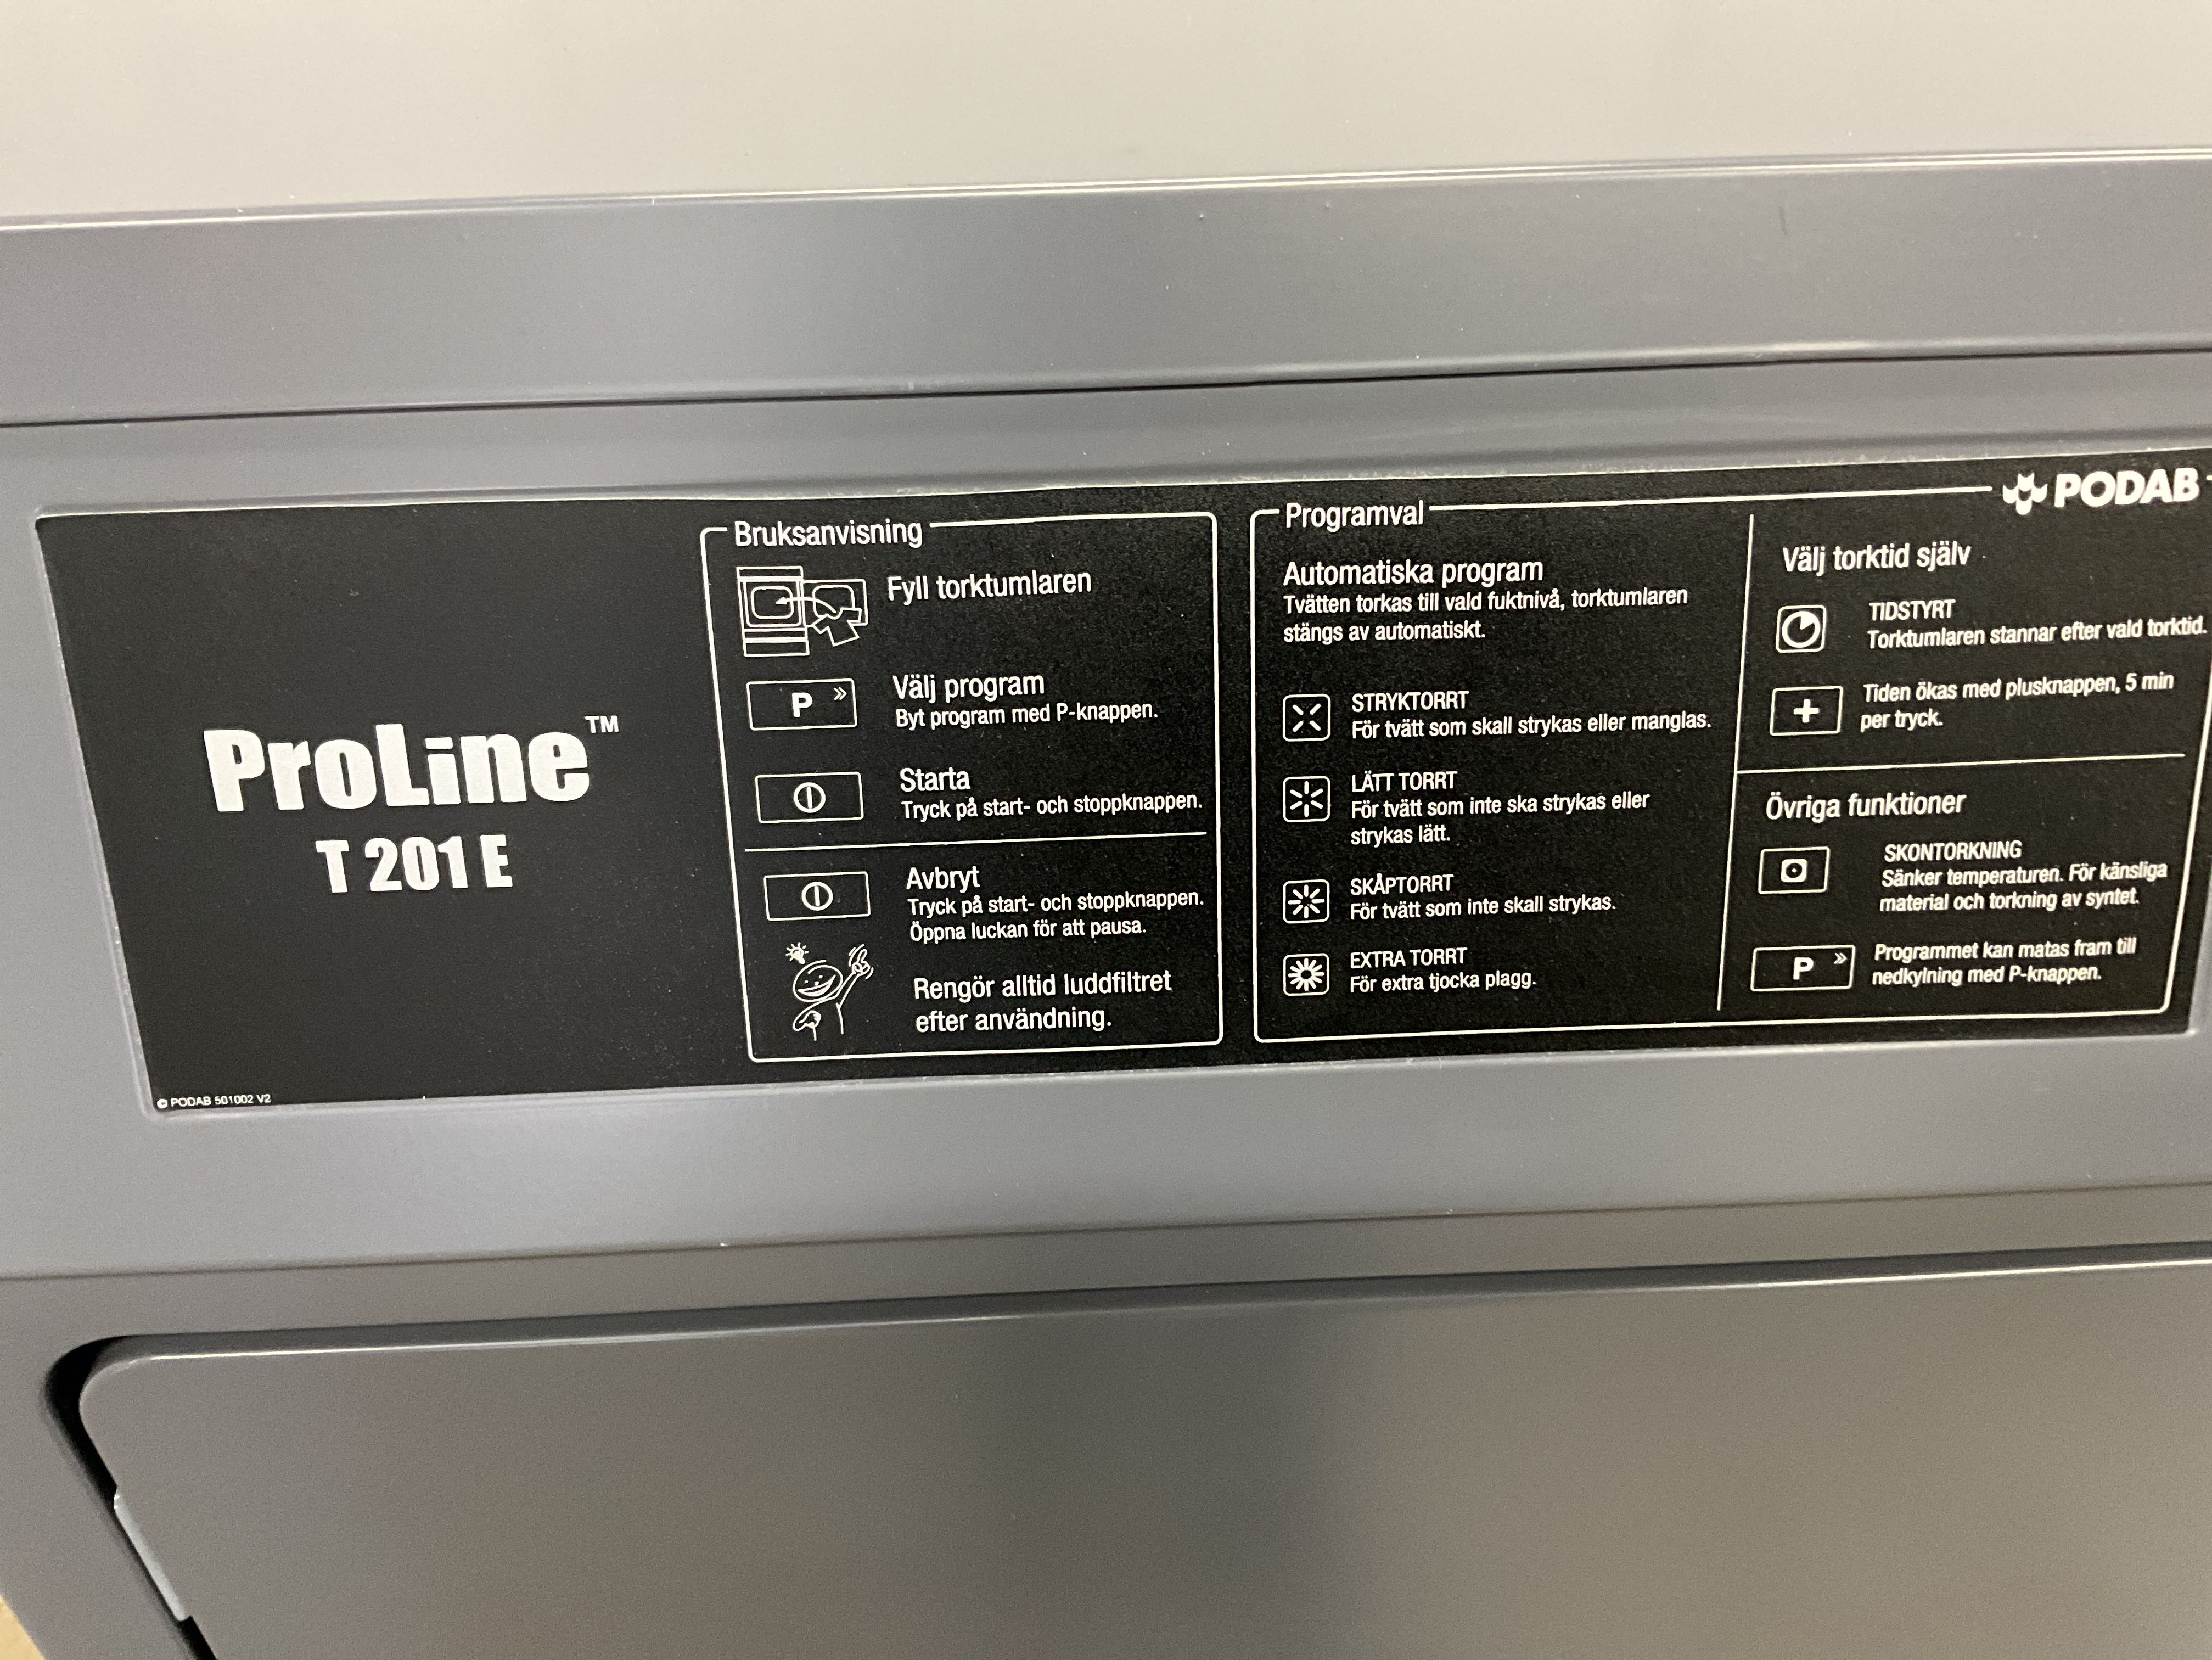 ProLine™
T 201 E
© PODAB 501002 V2
Bruksanvisning
Fyll torktumlaren
P »
Välj program
Byt program med P-knappen.
Starta
Tryck på start- och stoppknappen.
Avbryt
Tryck på start- och stoppknappen.
Öppna luckan för att pausa.
Rengör alltid luddfiltret
efter användning.
Programval
Automatiska program
Tvätten torkas till vald fuktnivå, torktumlaren
stängs av automatiskt.
STRYKTORRT
För tvätt som skall strykas eller manglas.
LÄTT TORRT
För tvätt som inte ska strykas eller
strykas lätt.
SKÅPTORRT
För tvätt som inte skall strykas.
EXTRA TORRT
För extra tjocka plagg.
PODAB
Välj torktid själv
TIDSTYRT
Torktumlaren stannar efter vald torktid.
+
Tiden ökas med plusknappen, 5 min
per tryck.
Övriga funktioner
SKONTORKNING
Sänker temperaturen. För känsliga
material och torkning av syntet.
P »
Programmet kan matas fram till
nedkylning med P-knappen.